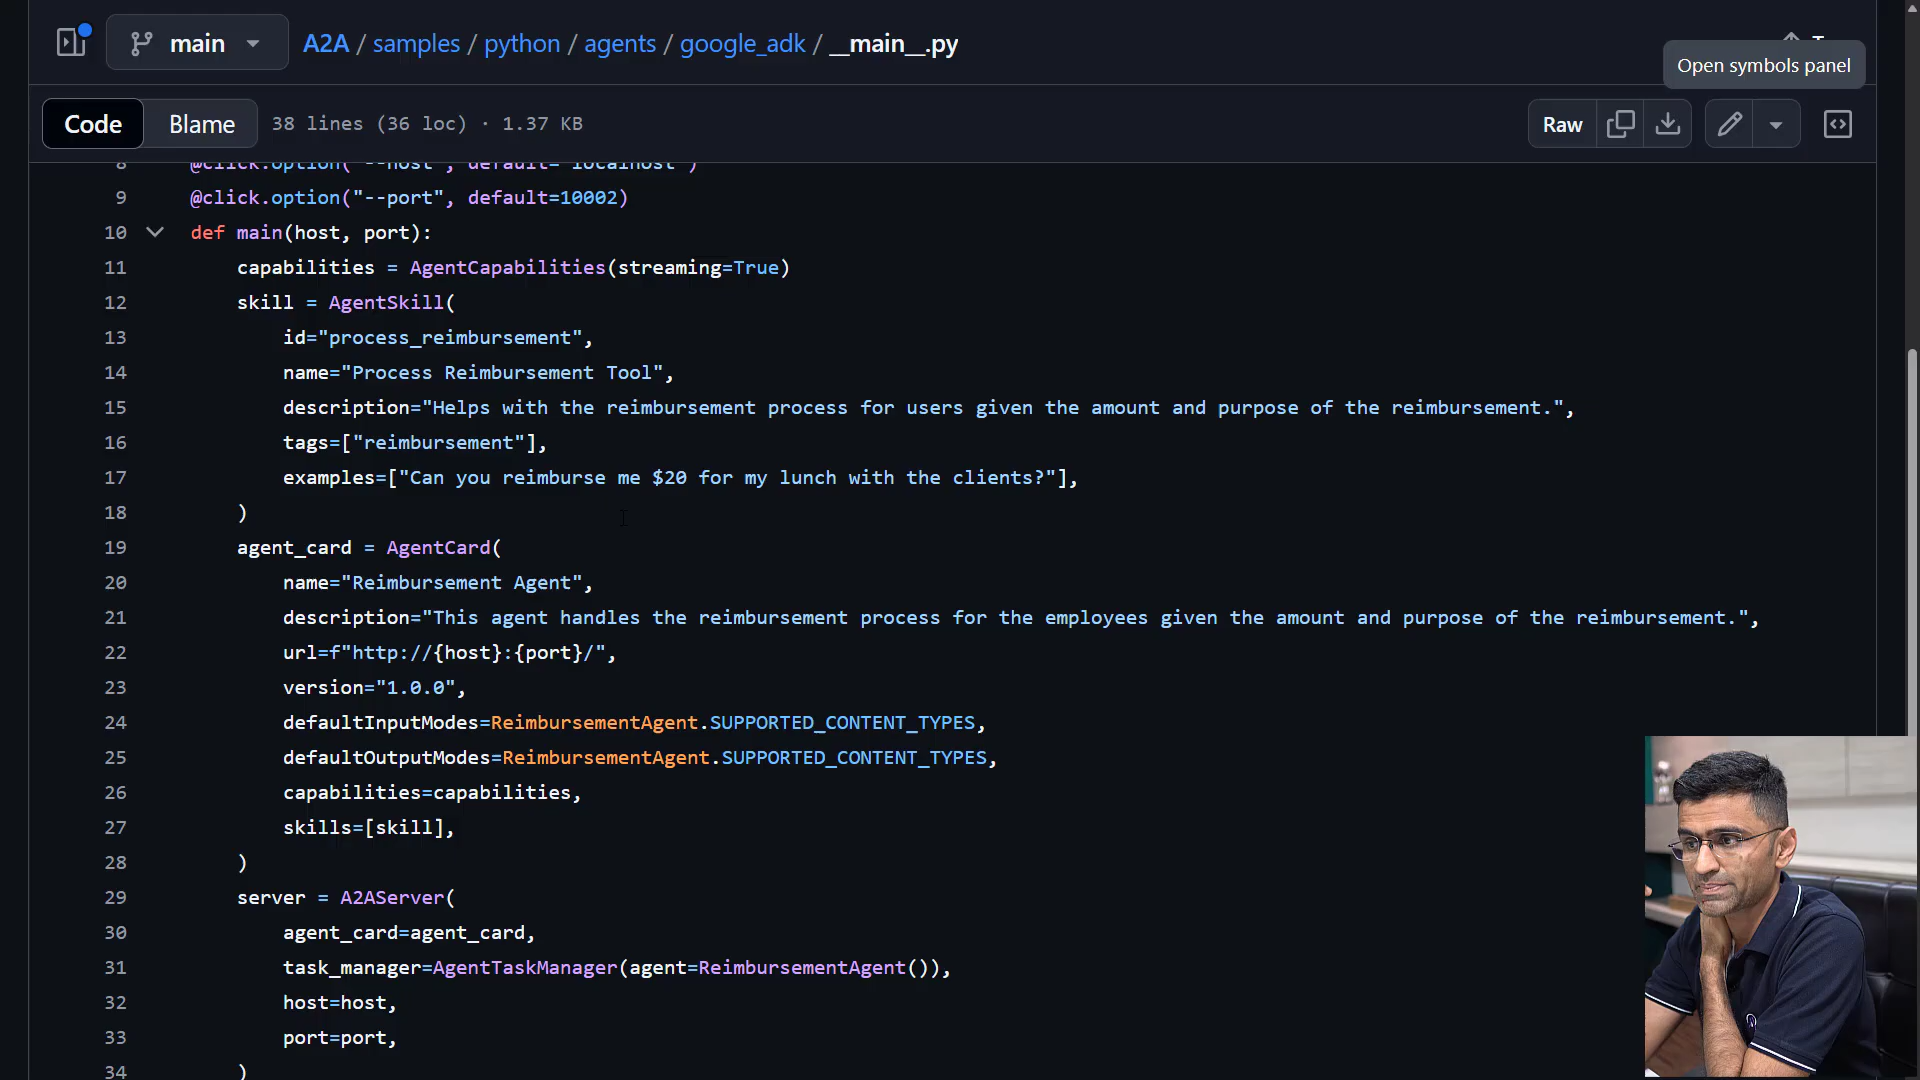 main
A2A / samples / python / agents / google_adk / __main__.py
Open symbols panel
Code
Blame
38 lines (36 loc) · 1.37 KB
Raw
8 @click.option("--host", default="localhost")
9 @click.option("--port", default=10002)
10 def main(host, port):
11 capabilities = AgentCapabilities(streaming=True)
12 skill = AgentSkill(
13 id="process_reimbursement",
14 name="Process Reimbursement Tool",
15 description="Helps with the reimbursement process for users given the amount and purpose of the reimbursement.",
16 tags=["reimbursement"],
17 examples=["Can you reimburse me $20 for my lunch with the clients?"],
18 )
19 agent_card = AgentCard(
20 name="Reimbursement Agent",
21 description="This agent handles the reimbursement process for the employees given the amount and purpose of the reimbursement.",
22 url=f"http://{host}:{port}/",
23 version="1.0.0",
24 defaultInputModes=ReimbursementAgent.SUPPORTED_CONTENT_TYPES,
25 defaultOutputModes=ReimbursementAgent.SUPPORTED_CONTENT_TYPES,
26 capabilities=capabilities,
27 skills=[skill],
28 )
29 server = A2AServer(
30 agent_card=agent_card,
31 task_manager=AgentTaskManager(agent=ReimbursementAgent()),
32 host=host,
33 port=port,
34 )